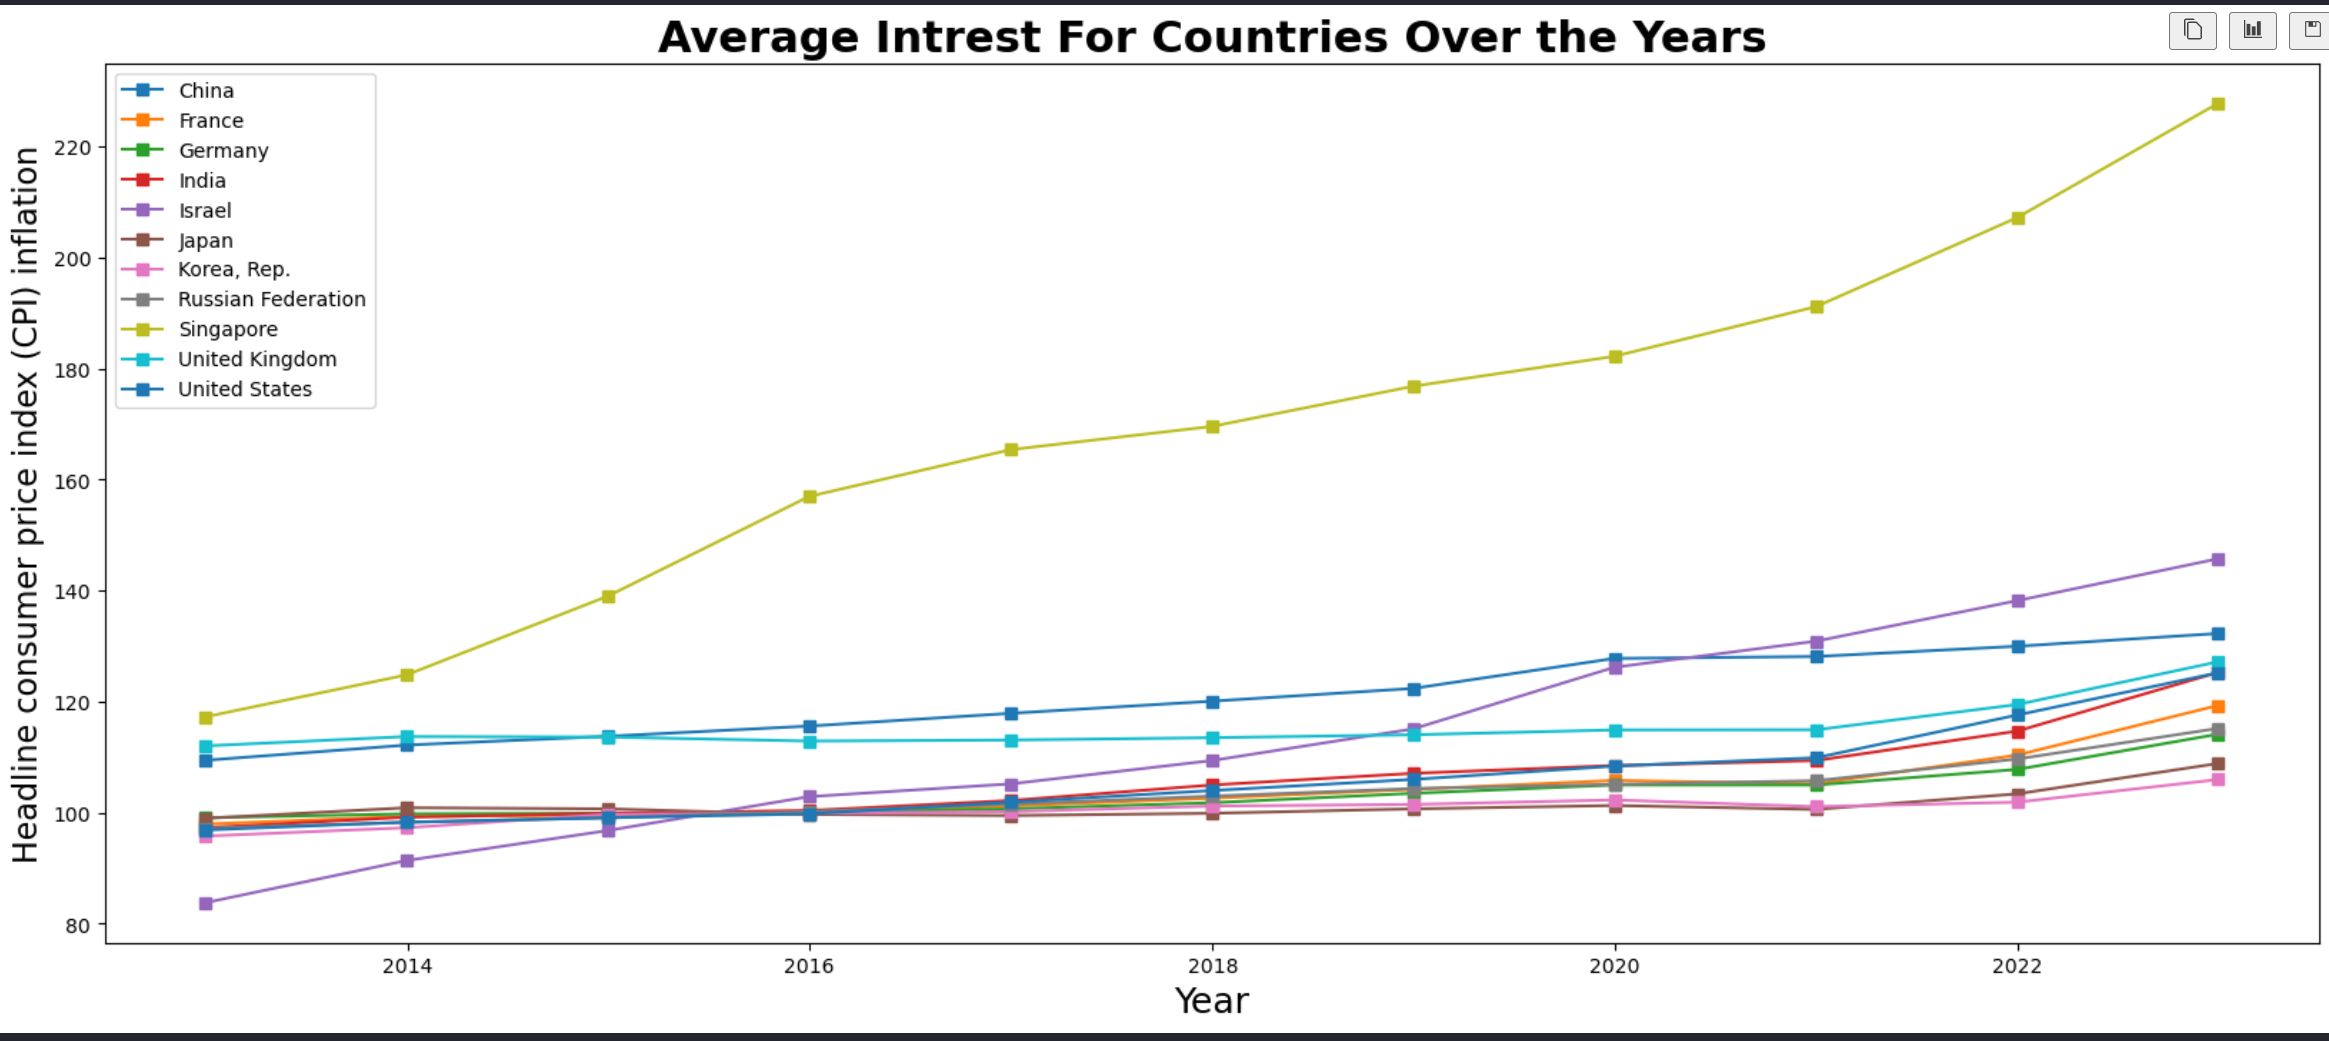 Average Intrest For Countries Over the Years
China
France
Germany
India
Israel
Japan
Korea, Rep.
Russian Federation
Singapore
United Kingdom
United States
Headline consumer price index (CPI) inflation
220
200
180
160
140
120
100
80
2014
2016
2018
2020
2022
Year